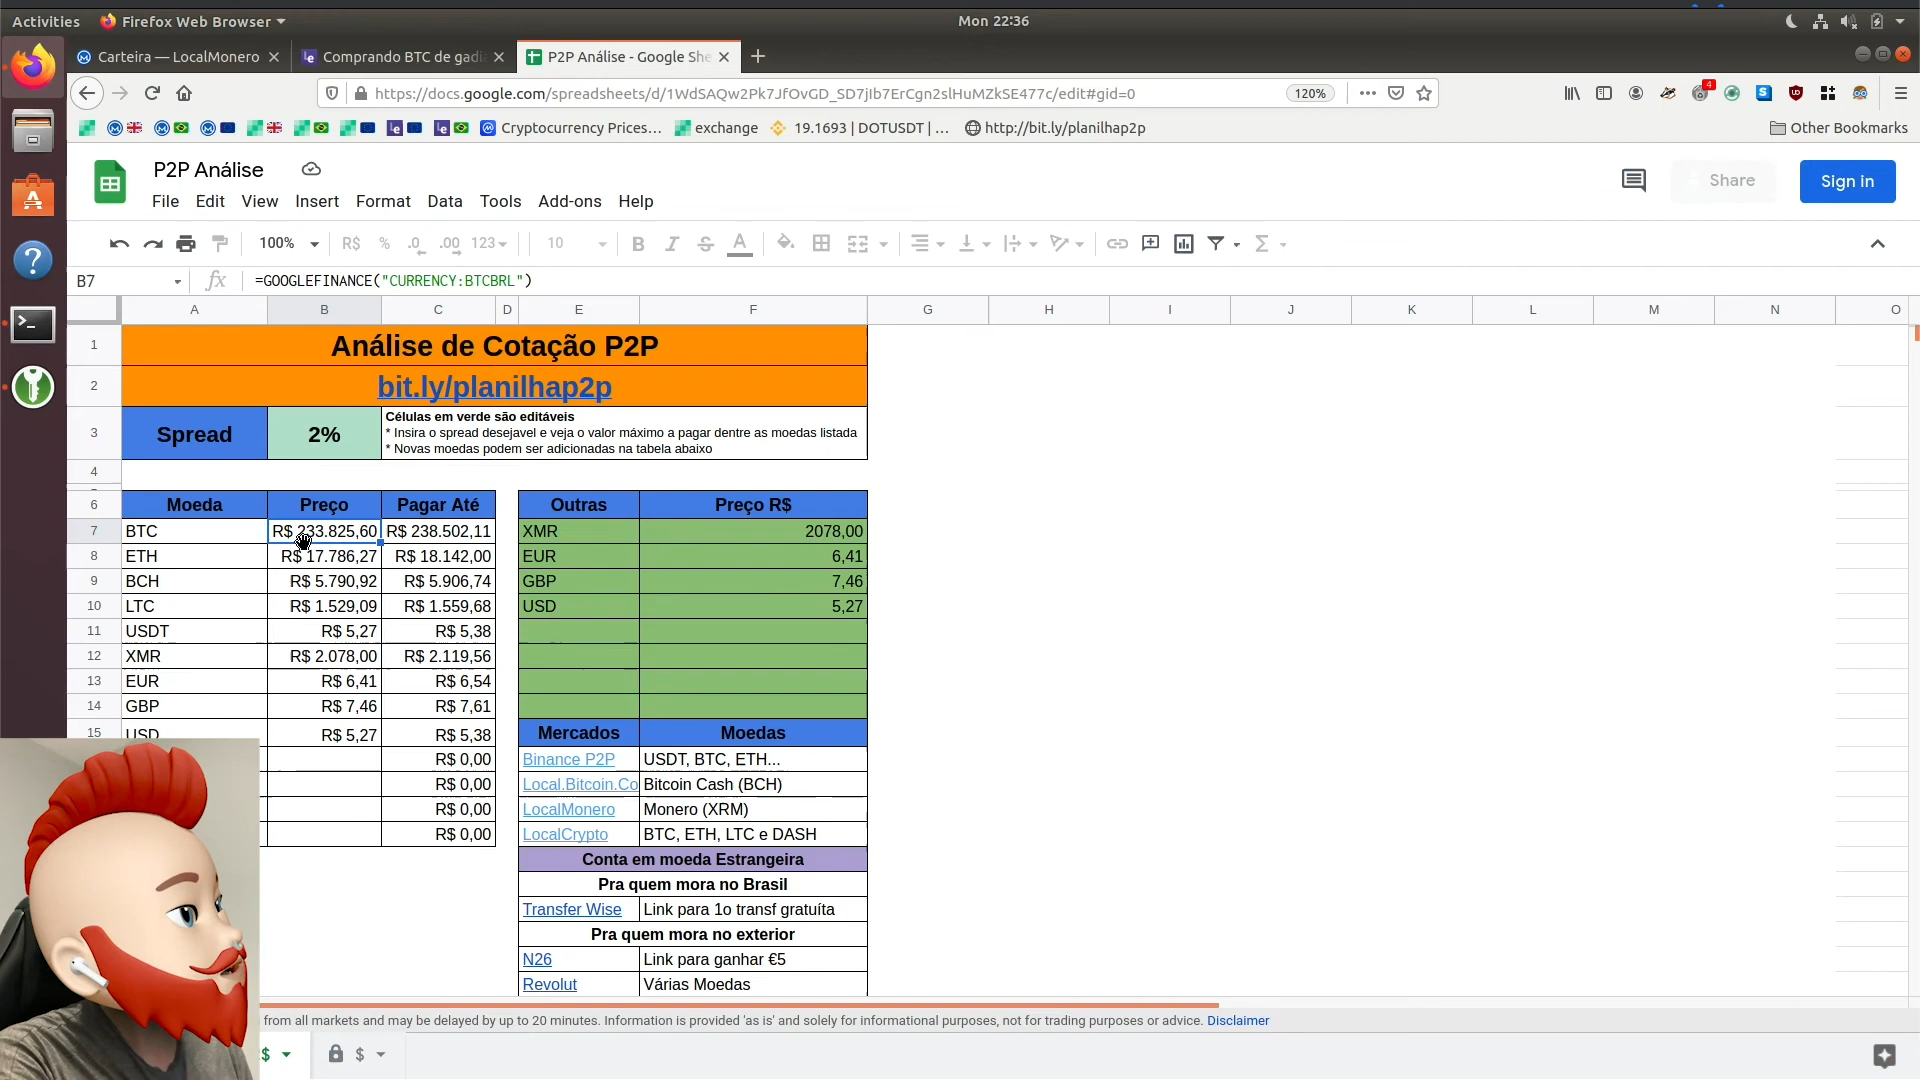 Activities Firefox Web Browser Mon 22:36
Carteira — LocalMonero Comprando BTC de gadi P2P Análise - Google She
https://docs.google.com/spreadsheets/d/1WdSAQw2Pk7JfOvGD_SD7jIb7ErCgn2slHuMZkSE477c/edit#gid=0 120% 4
Cryptocurrency Prices... exchange 19.1693 | DOTUSDT | ... http://bit.ly/planilhap2p Other Bookmarks
P2P Análise
Share Sign in
File Edit View Insert Format Data Tools Add-ons Help
100% R$ % .0 .00 123 10 B I S A
B7 fx =GOOGLEFINANCE("CURRENCY:BTCBRL")
A B C D E F G H I J K L M N O
1 Análise de Cotação P2P
2 bit.ly/planilhap2p
3 Spread 2% Células em verde são editáveis
* Insira o spread desejavel e veja o valor máximo a pagar dentre as moedas listada
* Novas moedas podem ser adicionadas na tabela abaixo
4
6 Moeda Preço Pagar Até Outras Preço R$
7 BTC R$ 233.825,60 R$ 238.502,11 XMR 2078,00
8 ETH R$ 17.786,27 R$ 18.142,00 EUR 6,41
9 BCH R$ 5.790,92 R$ 5.906,74 GBP 7,46
10 LTC R$ 1.529,09 R$ 1.559,68 USD 5,27
11 USDT R$ 5,27 R$ 5,38
12 XMR R$ 2.078,00 R$ 2.119,56
13 EUR R$ 6,41 R$ 6,54
14 GBP R$ 7,46 R$ 7,61
15 USD R$ 5,27 R$ 5,38 Mercados Moedas
R$ 0,00 Binance P2P USDT, BTC, ETH...
R$ 0,00 Local.Bitcoin.Co Bitcoin Cash (BCH)
R$ 0,00 LocalMonero Monero (XRM)
R$ 0,00 LocalCrypto BTC, ETH, LTC e DASH
Conta em moeda Estrangeira
Pra quem mora no Brasil
Transfer Wise Link para 1o transf gratuíta
Pra quem mora no exterior
N26 Link para ganhar €5
Revolut Várias Moedas
from all markets and may be delayed by up to 20 minutes. Information is provided 'as is' and solely for informational purposes, not for trading purposes or advice. Disclaimer
$ $